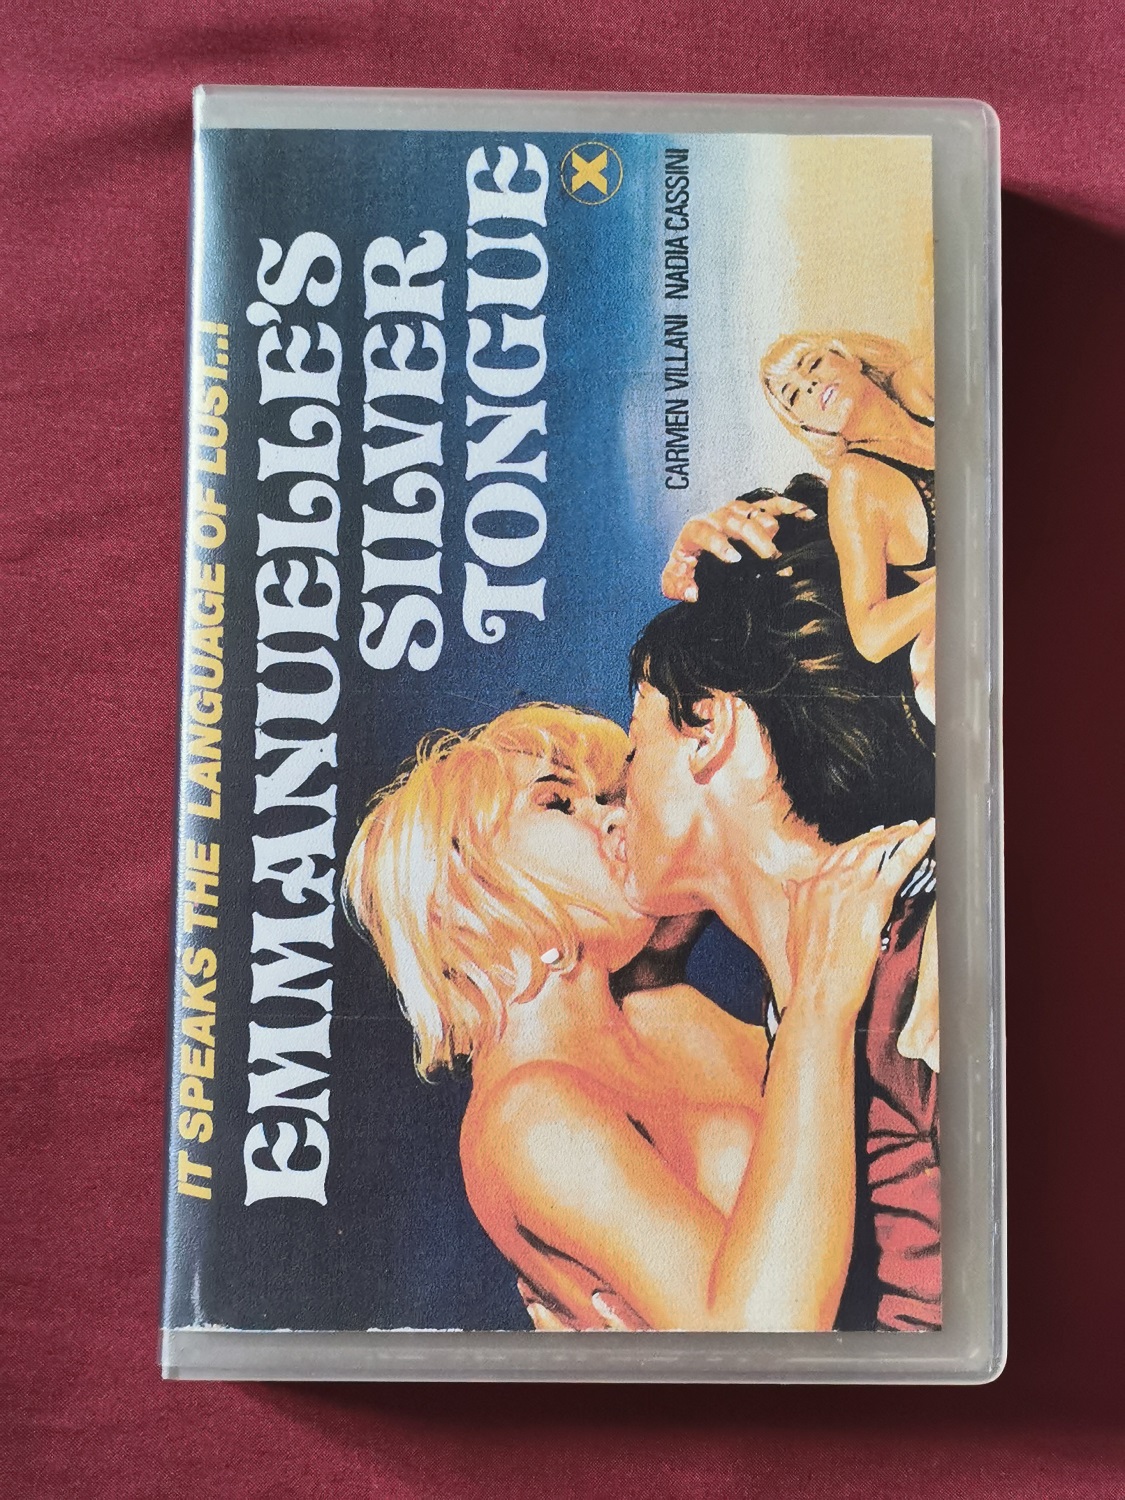 IT SPEAKS THE LANGUAGE OF LUST...!
EMMANUELLE'S
SILVER
TONGUE
X
CARMEN VILLANI NADIA CASSINI